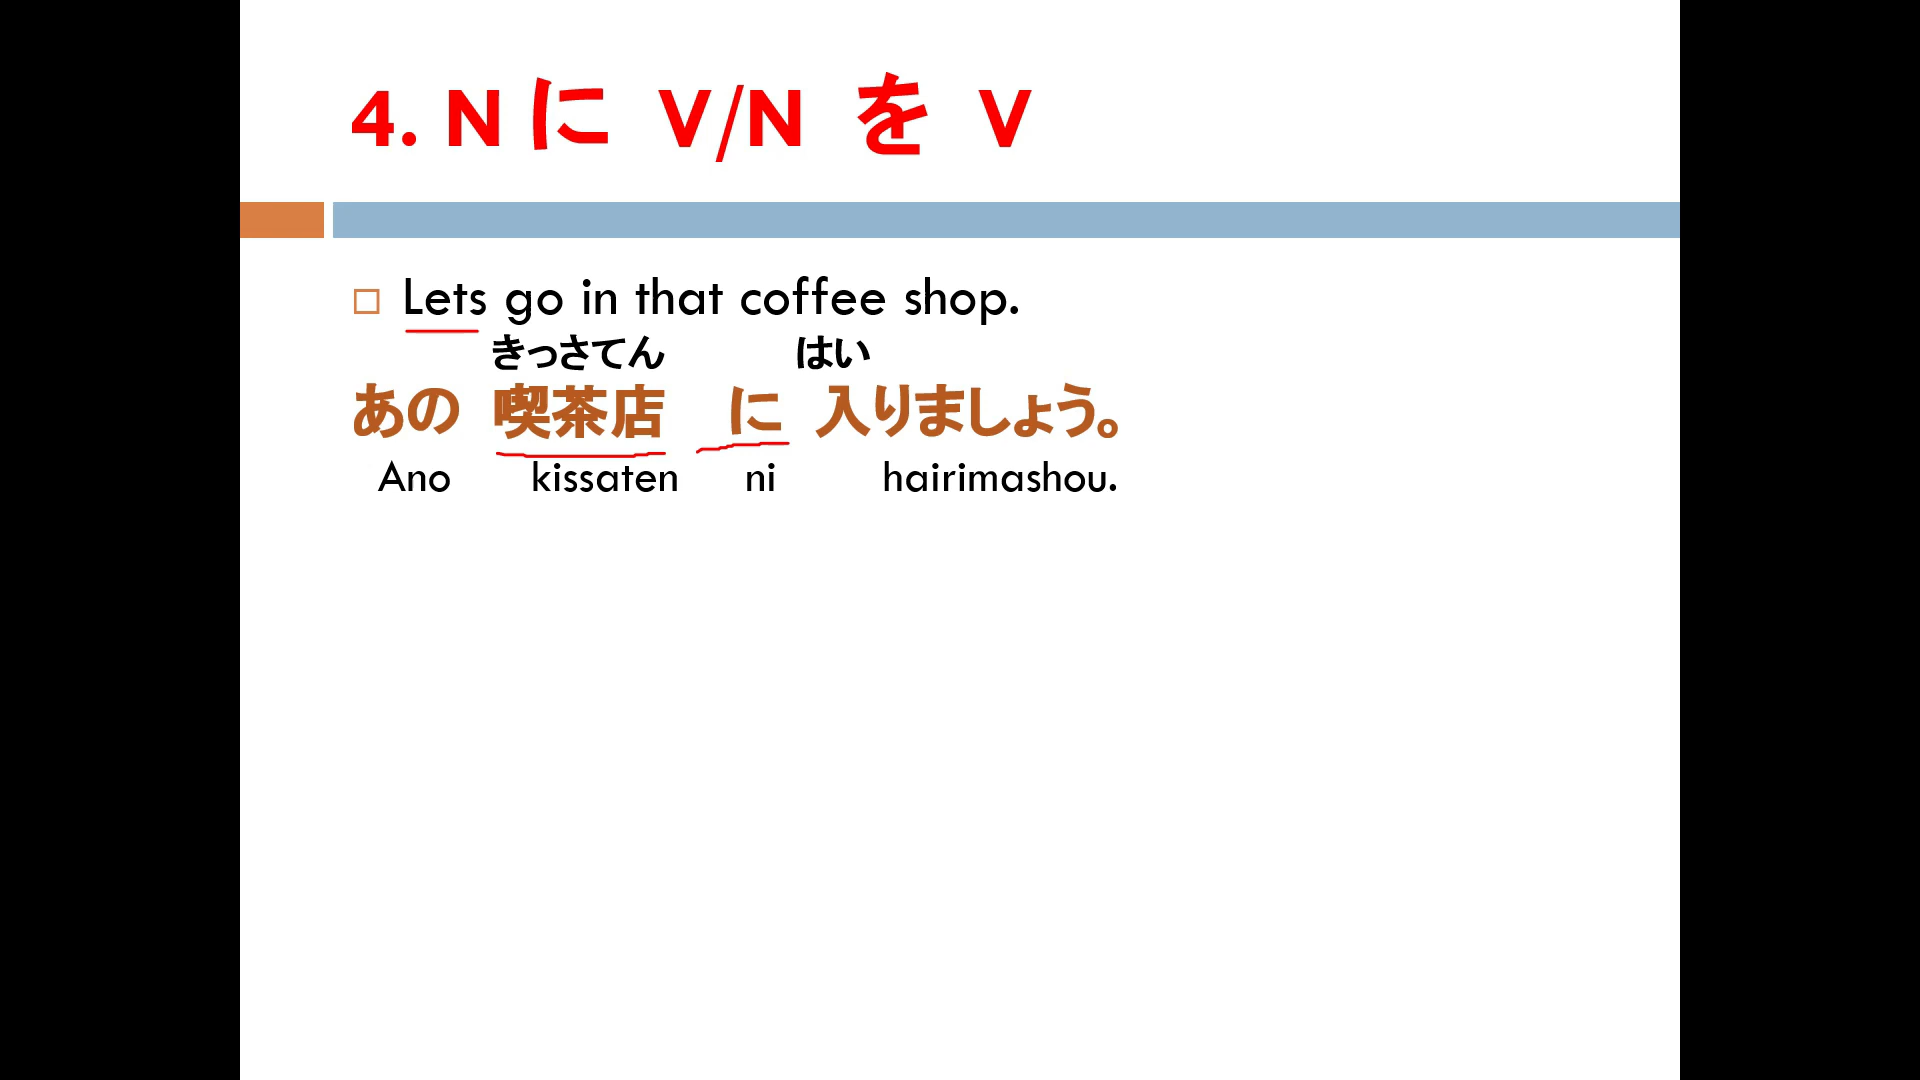 4. N に V/N を V
Lets go in that coffee shop.
きっさてん はい
あの 喫茶店 に 入りましょう。
Ano kissaten ni hairimashou.